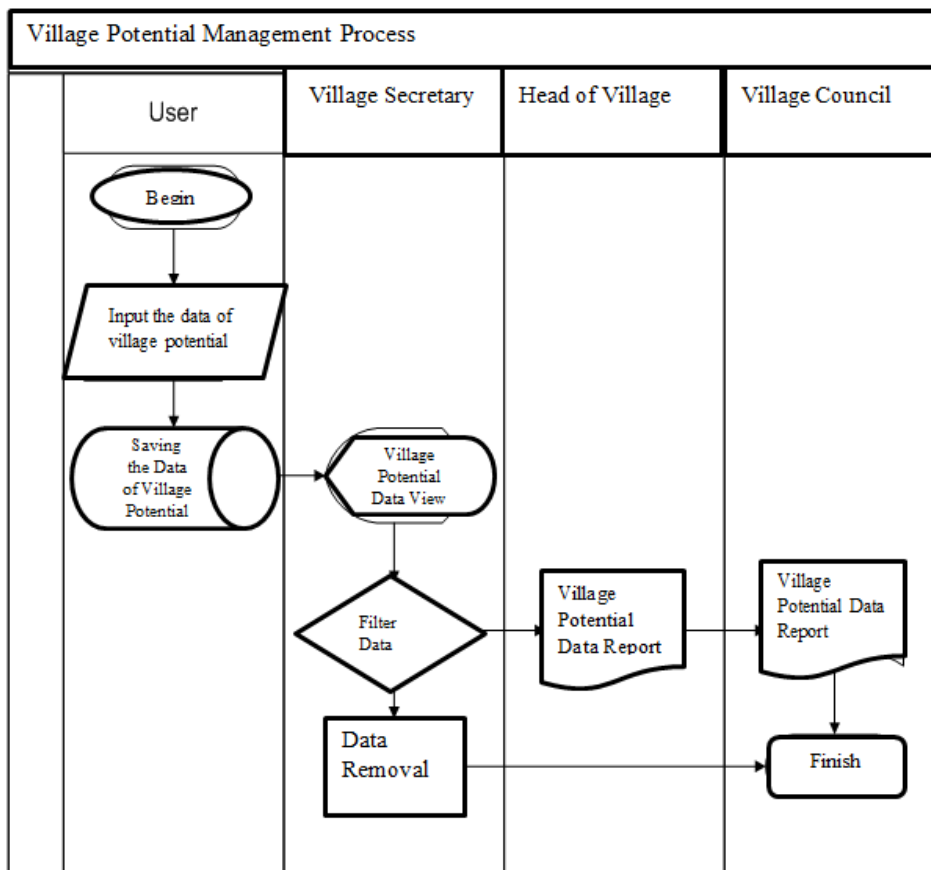 Village Potential Management Process
User
Village Secretary
Head of Village
Village Council
Begin
Input the data of
village potential
Saving
the Data
of Village
Potential
Village
Potential
Data View
Filter
Data
Village
Potential
Data Report
Village
Potential Data
Report
Data
Removal
Finish